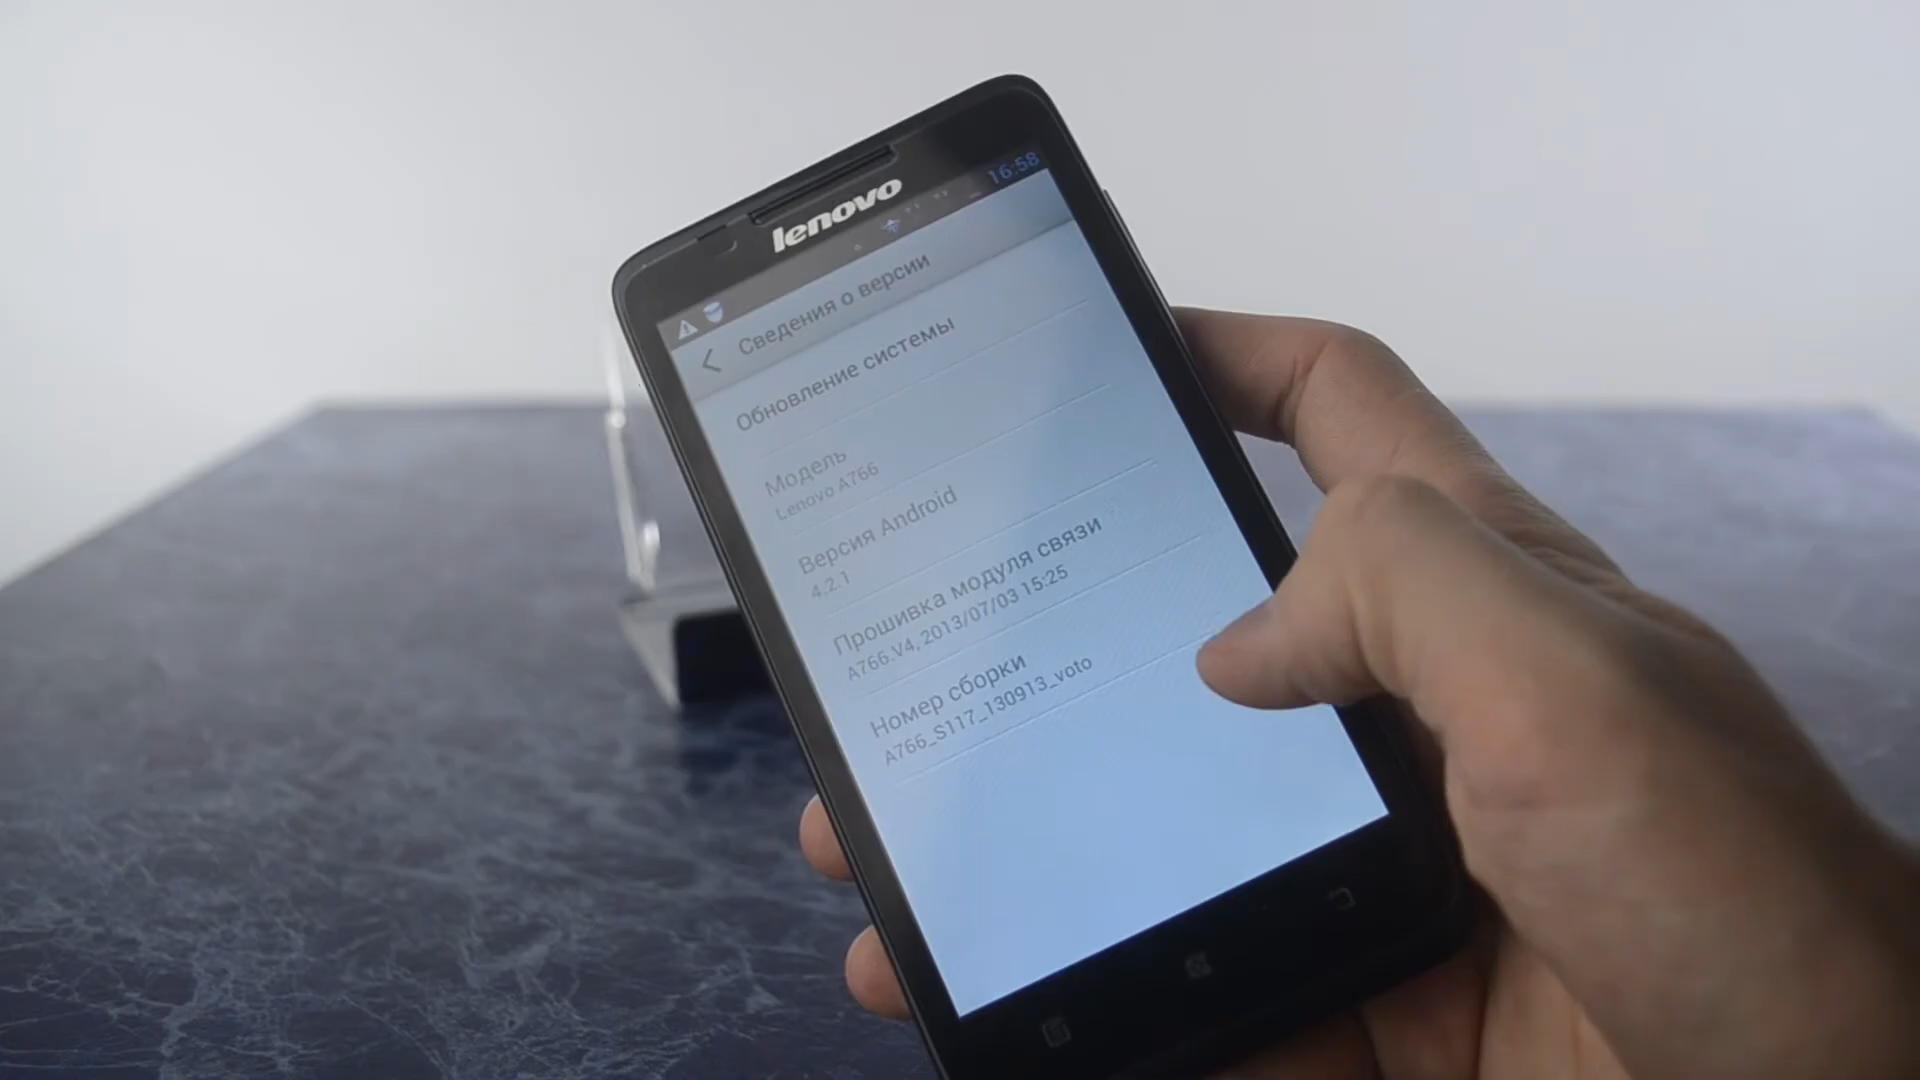 lenovo
16:58
Сведения о версии
Обновление системы
Модель
Lenovo A766
Версия Android
4.2.1
Прошивка модуля связи
A766.V4, 2013/07/03 15:25
Номер сборки
A766_S117_130913_voto